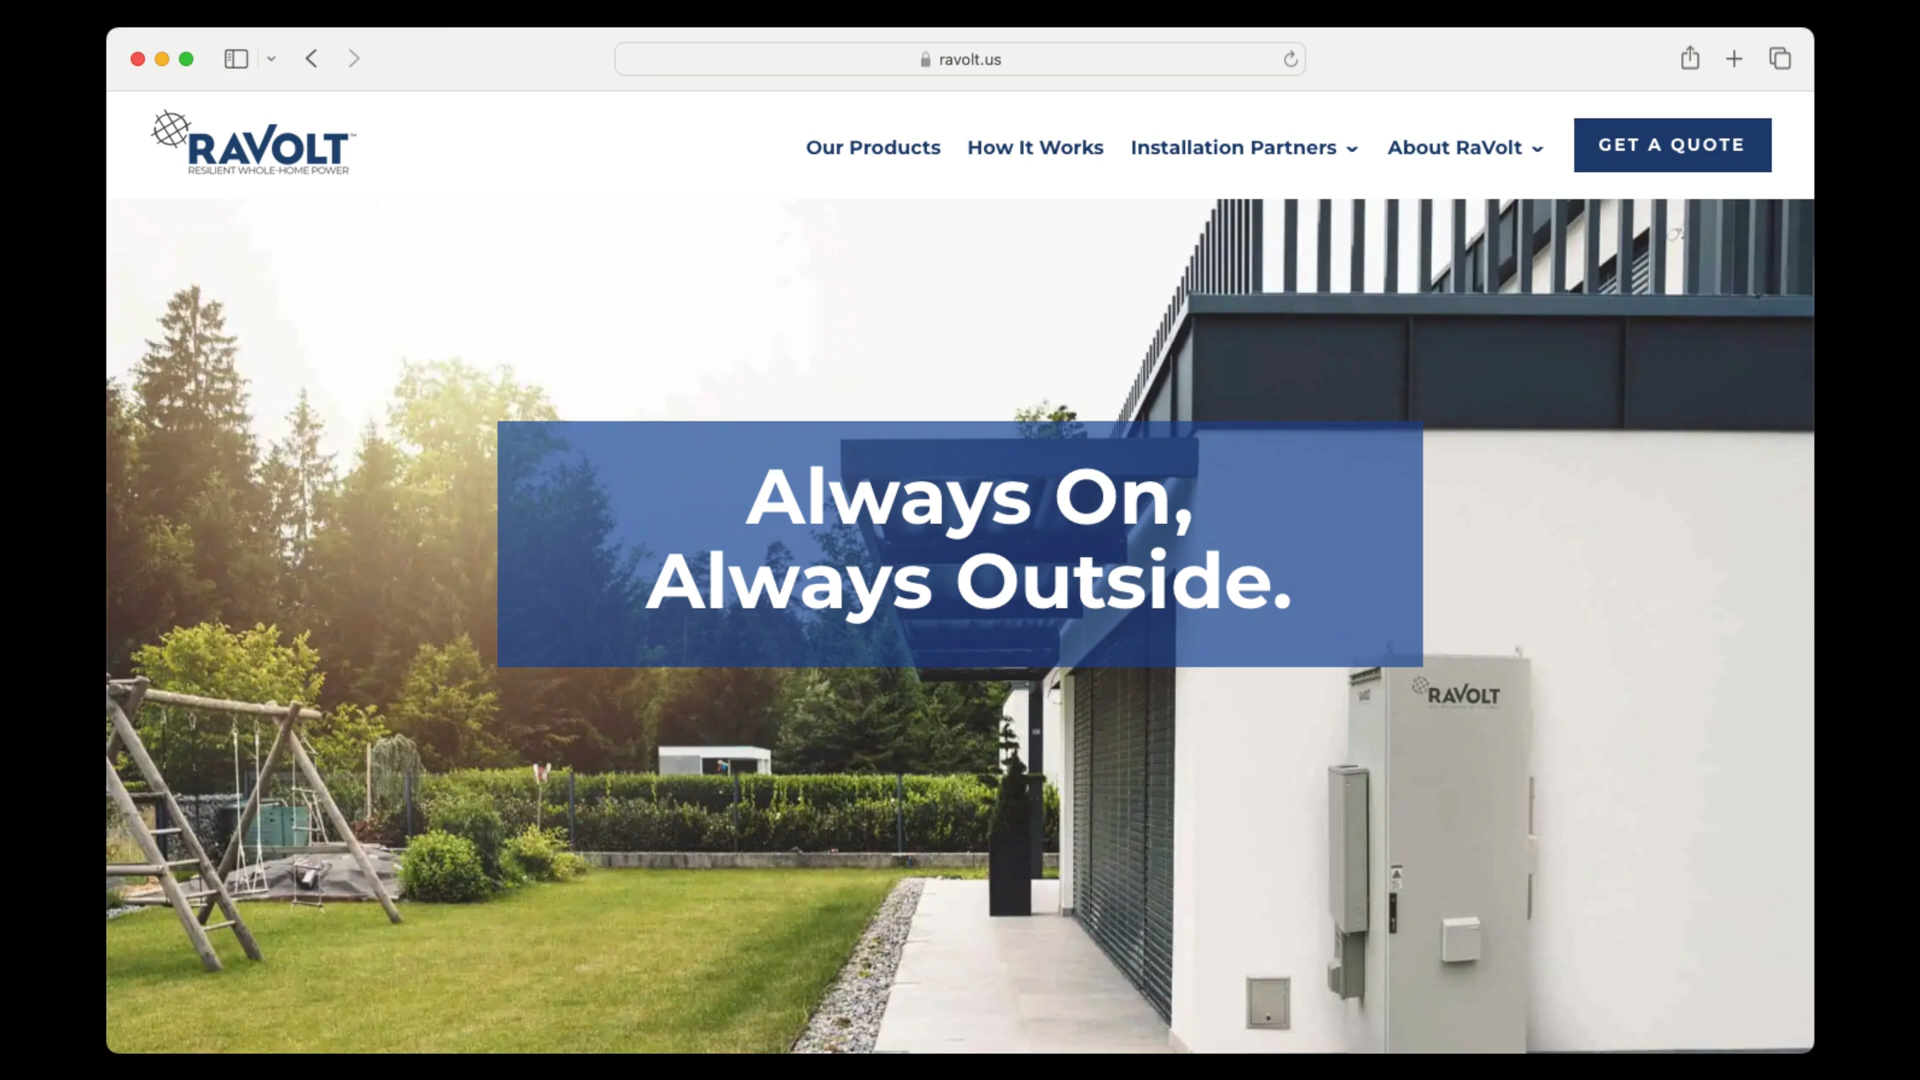 ravolt.us
RAVOLT™
RESILIENT WHOLE-HOME POWER
Our Products
How It Works
Installation Partners
About RaVolt
GET A QUOTE
Always On,
Always Outside.
RAVOLT